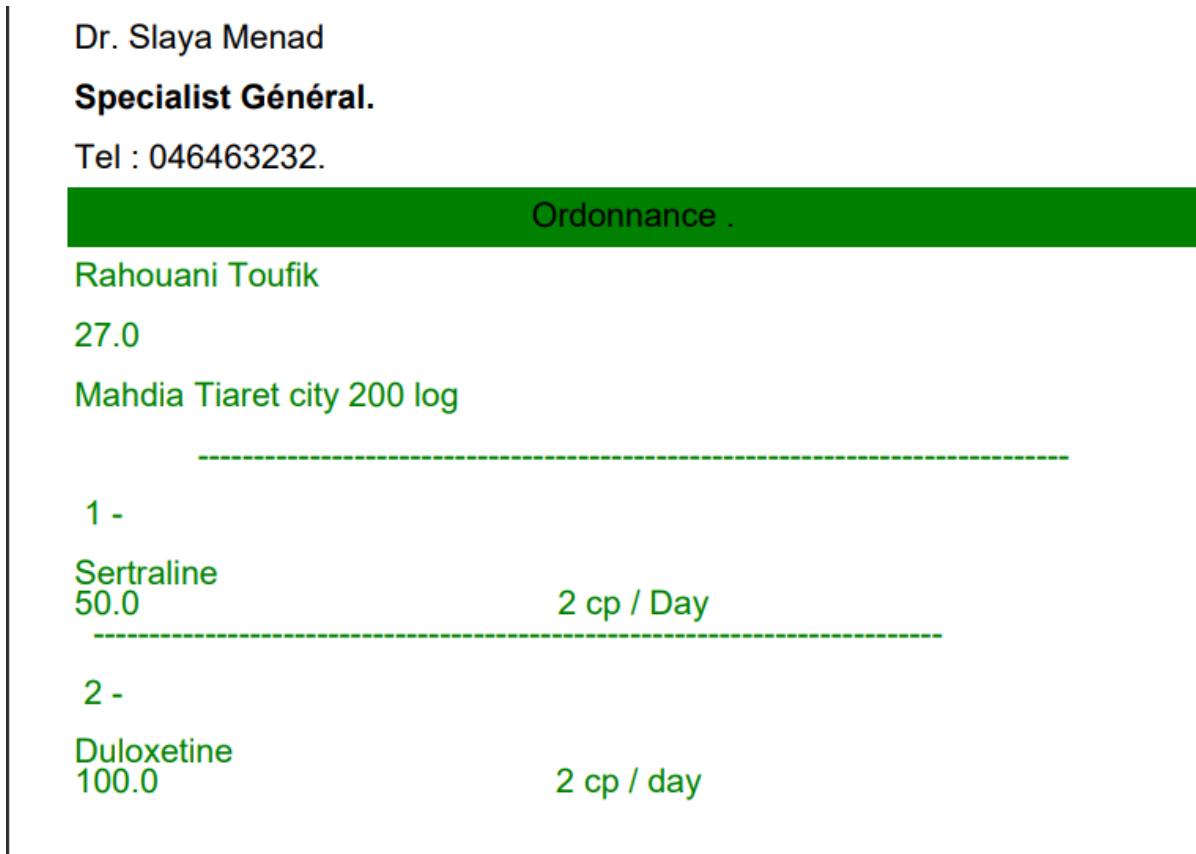 Dr. Slaya Menad
Specialist Général.
Tel : 046463232.
Ordonnance .
Rahouani Toufik
27.0
Mahdia Tiaret city 200 log
------------------------------------------------------------------------------
1 -
Sertraline
50.0 2 cp / Day
----------------------------------------------------------------------------
2 -
Duloxetine
100.0 2 cp / day